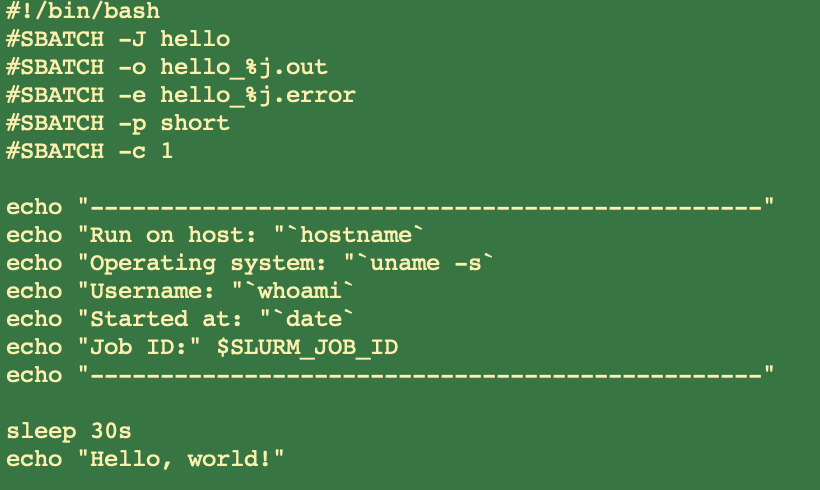 #!/bin/bash
#SBATCH -J hello
#SBATCH -o hello_%j.out
#SBATCH -e hello_%j.error
#SBATCH -p short
#SBATCH -c 1
echo "------------------------------------------------"
echo "Run on host: "`hostname`
echo "Operating system: "`uname -s`
echo "Username: "`whoami`
echo "Started at: "`date`
echo "Job ID:" $SLURM_JOB_ID
echo "------------------------------------------------"
sleep 30s
echo "Hello, world!"